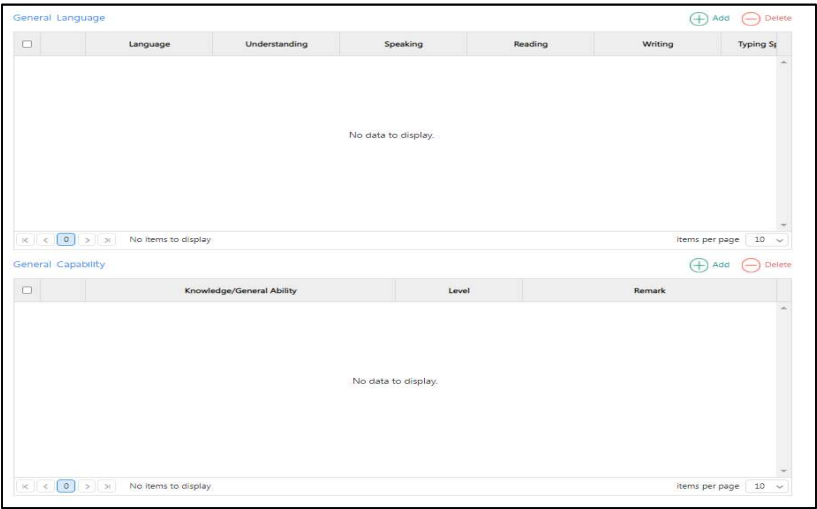 General Language Add Delete
Language Understanding Speaking Reading Writing Typing Sp
No data to display.
0 No items to display items per page 10
General Capability Add Delete
Knowledge/General Ability Level Remark
No data to display.
0 No items to display items per page 10